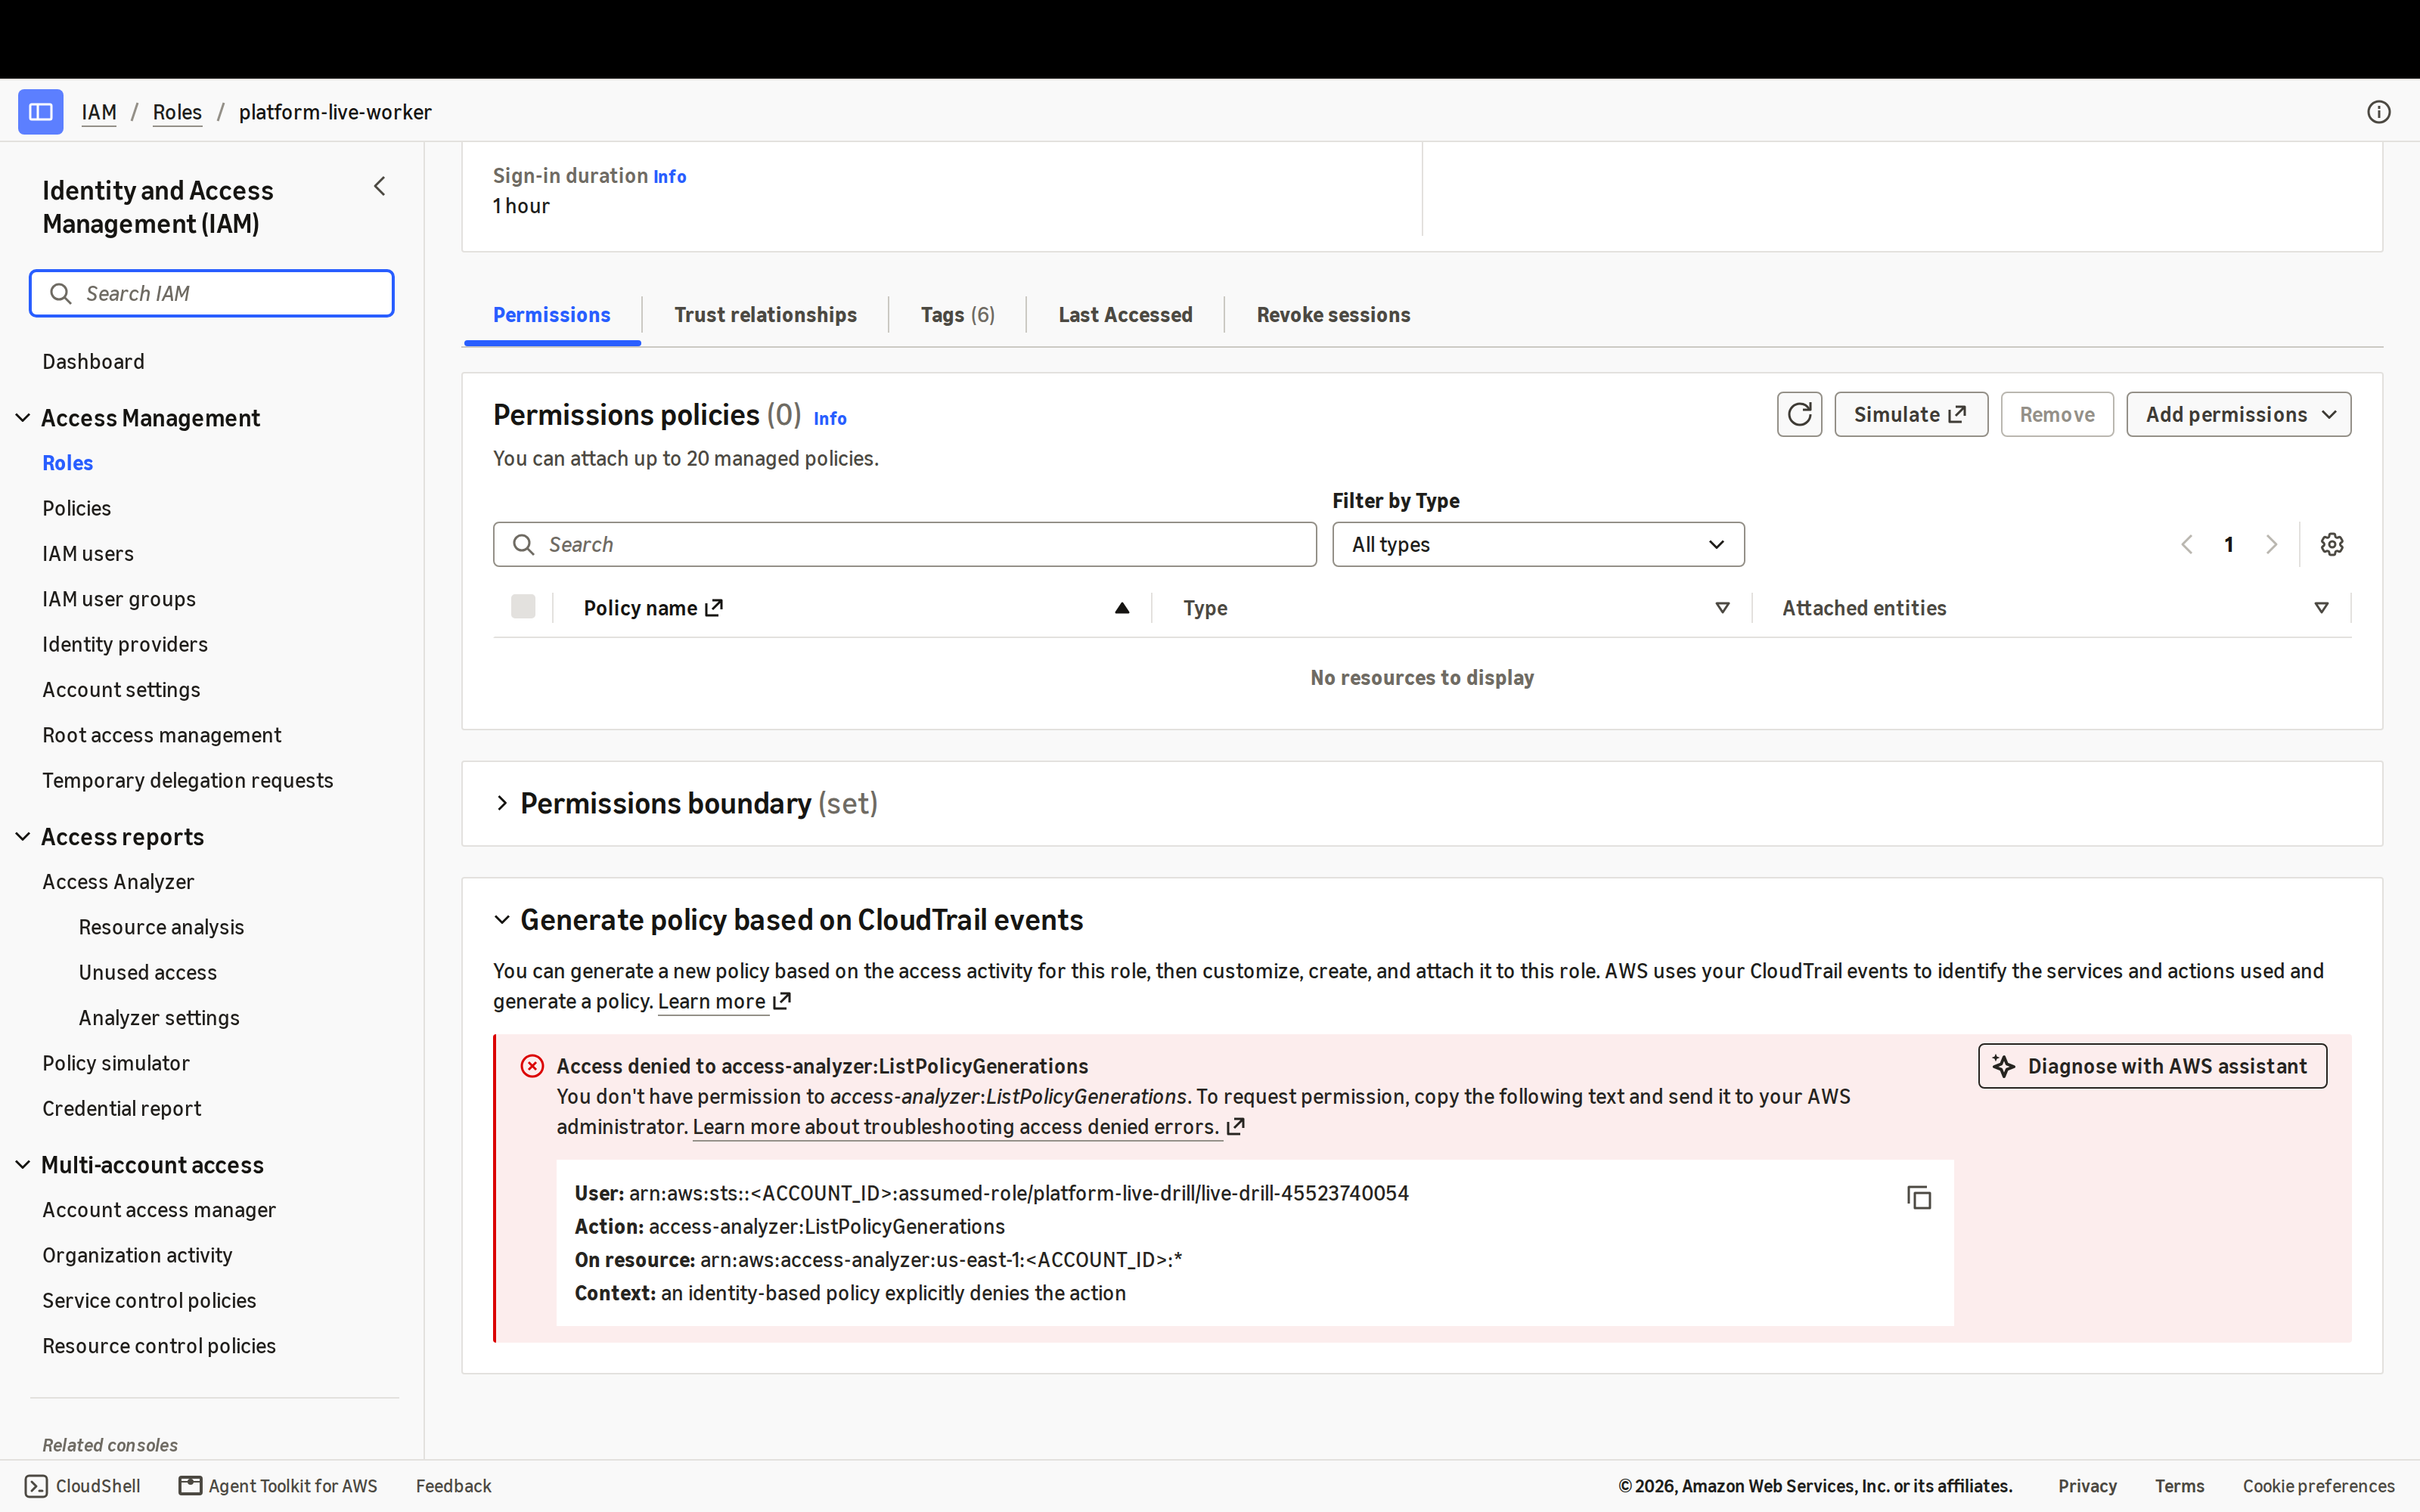 IAM / Roles / platform-live-worker
Identity and Access
Management (IAM)
Search IAM
Dashboard
Access Management
Roles
Policies
IAM users
IAM user groups
Identity providers
Account settings
Root access management
Temporary delegation requests
Access reports
Access Analyzer
Resource analysis
Unused access
Analyzer settings
Policy simulator
Credential report
Multi-account access
Account access manager
Organization activity
Service control policies
Resource control policies
Related consoles
Sign-in duration Info
1 hour
Permissions
Trust relationships
Tags (6)
Last Accessed
Revoke sessions
Permissions policies (0) Info
Simulate
Remove
Add permissions
You can attach up to 20 managed policies.
Filter by Type
Search
All types
1
Policy name
Type
Attached entities
No resources to display
Permissions boundary (set)
Generate policy based on CloudTrail events
You can generate a new policy based on the access activity for this role, then customize, create, and attach it to this role. AWS uses your CloudTrail events to identify the services and actions used and
generate a policy. Learn more
Access denied to access-analyzer:ListPolicyGenerations
Diagnose with AWS assistant
You don't have permission to access-analyzer:ListPolicyGenerations. To request permission, copy the following text and send it to your AWS
administrator. Learn more about troubleshooting access denied errors.
User: arn:aws:sts::<ACCOUNT_ID>:assumed-role/platform-live-drill/live-drill-45523740054
Action: access-analyzer:ListPolicyGenerations
On resource: arn:aws:access-analyzer:us-east-1:<ACCOUNT_ID>:*
Context: an identity-based policy explicitly denies the action
CloudShell
Agent Toolkit for AWS
Feedback
© 2026, Amazon Web Services, Inc. or its affiliates.
Privacy
Terms
Cookie preferences